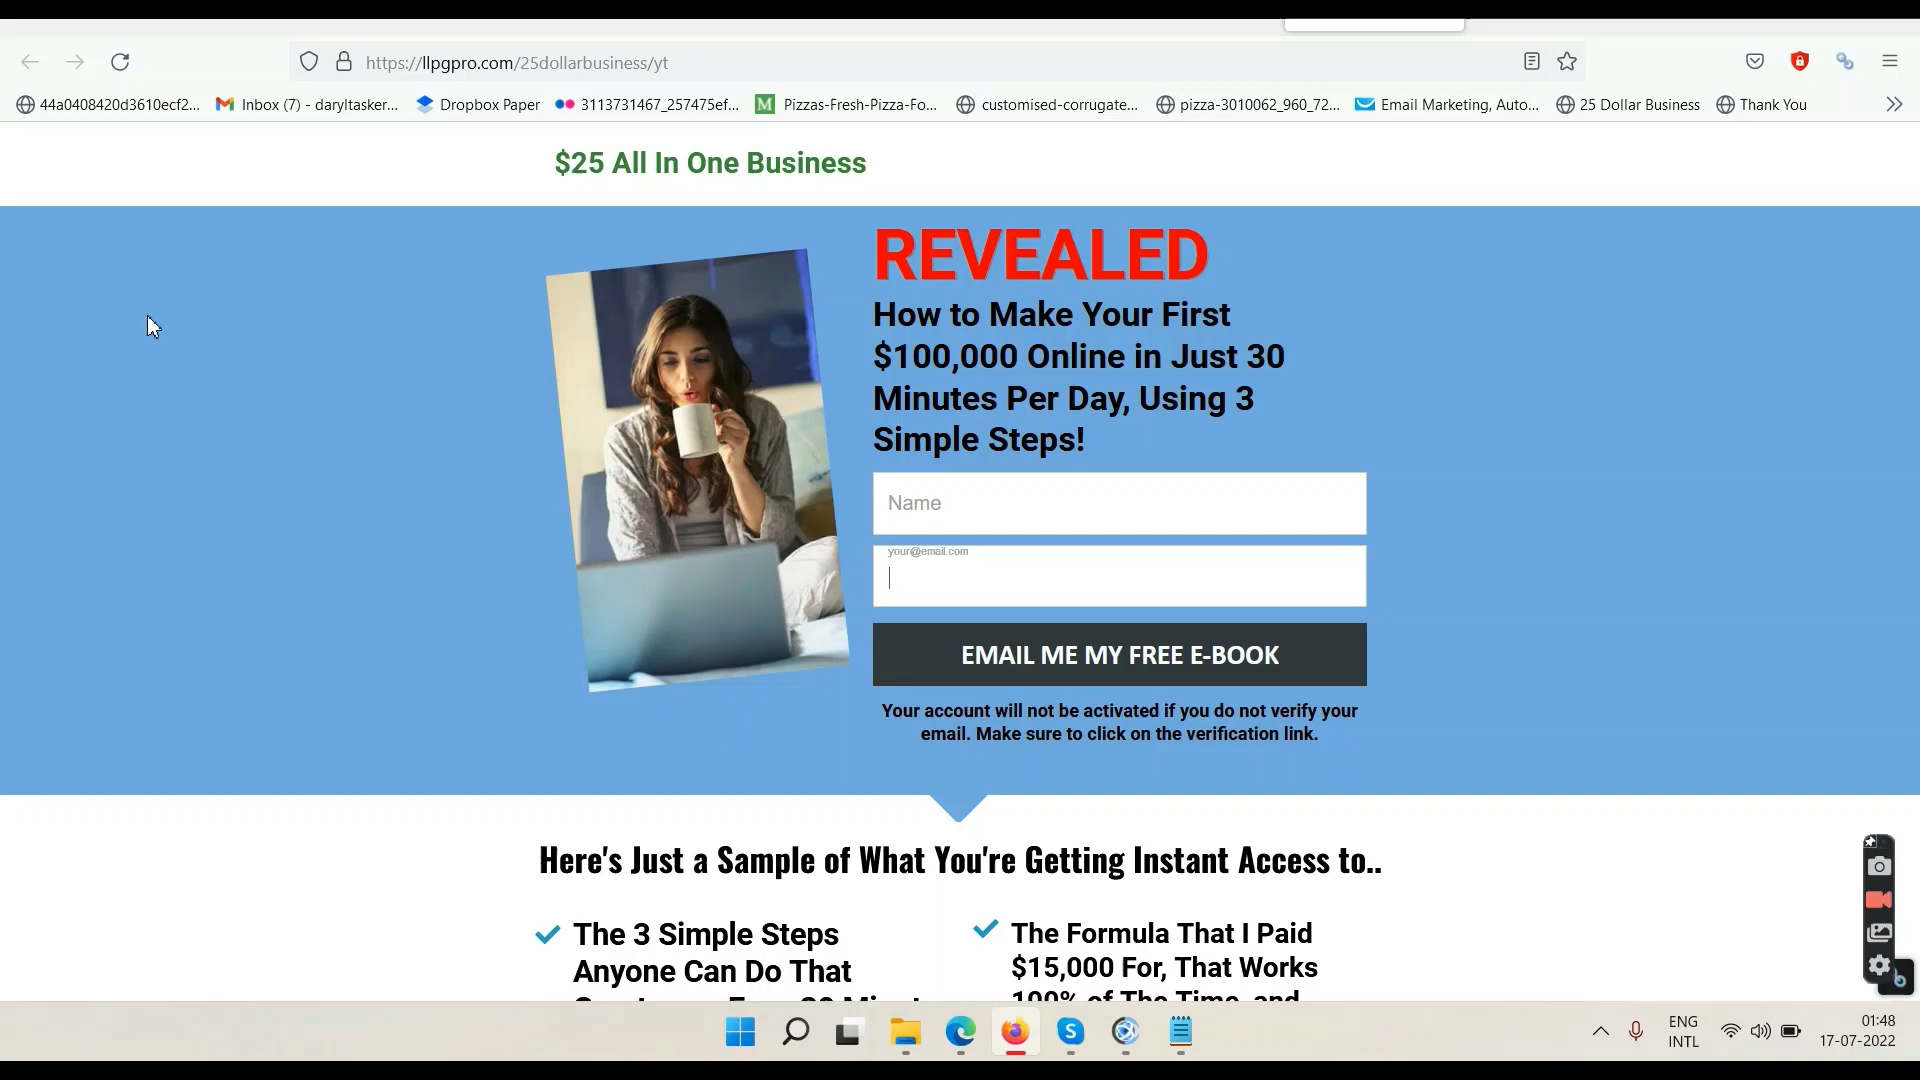 https://llpgpro.com/25dollarbusiness/yt
44a0408420d3610ecf2... Inbox (7) - daryltasker... Dropbox Paper 3113731467_257475ef... M Pizzas-Fresh-Pizza-Fo... customised-corrugate... pizza-3010062_960_72... Email Marketing, Auto... 25 Dollar Business Thank You
$25 All In One Business
REVEALED
How to Make Your First
$100,000 Online in Just 30
Minutes Per Day, Using 3
Simple Steps!
Name
your@email.com
EMAIL ME MY FREE E-BOOK
Your account will not be activated if you do not verify your
email. Make sure to click on the verification link.
Here's Just a Sample of What You're Getting Instant Access to..
The 3 Simple Steps
Anyone Can Do That
The Formula That I Paid
$15,000 For, That Works
100% of The Time, and
ENG
INTL
01:48
17-07-2022